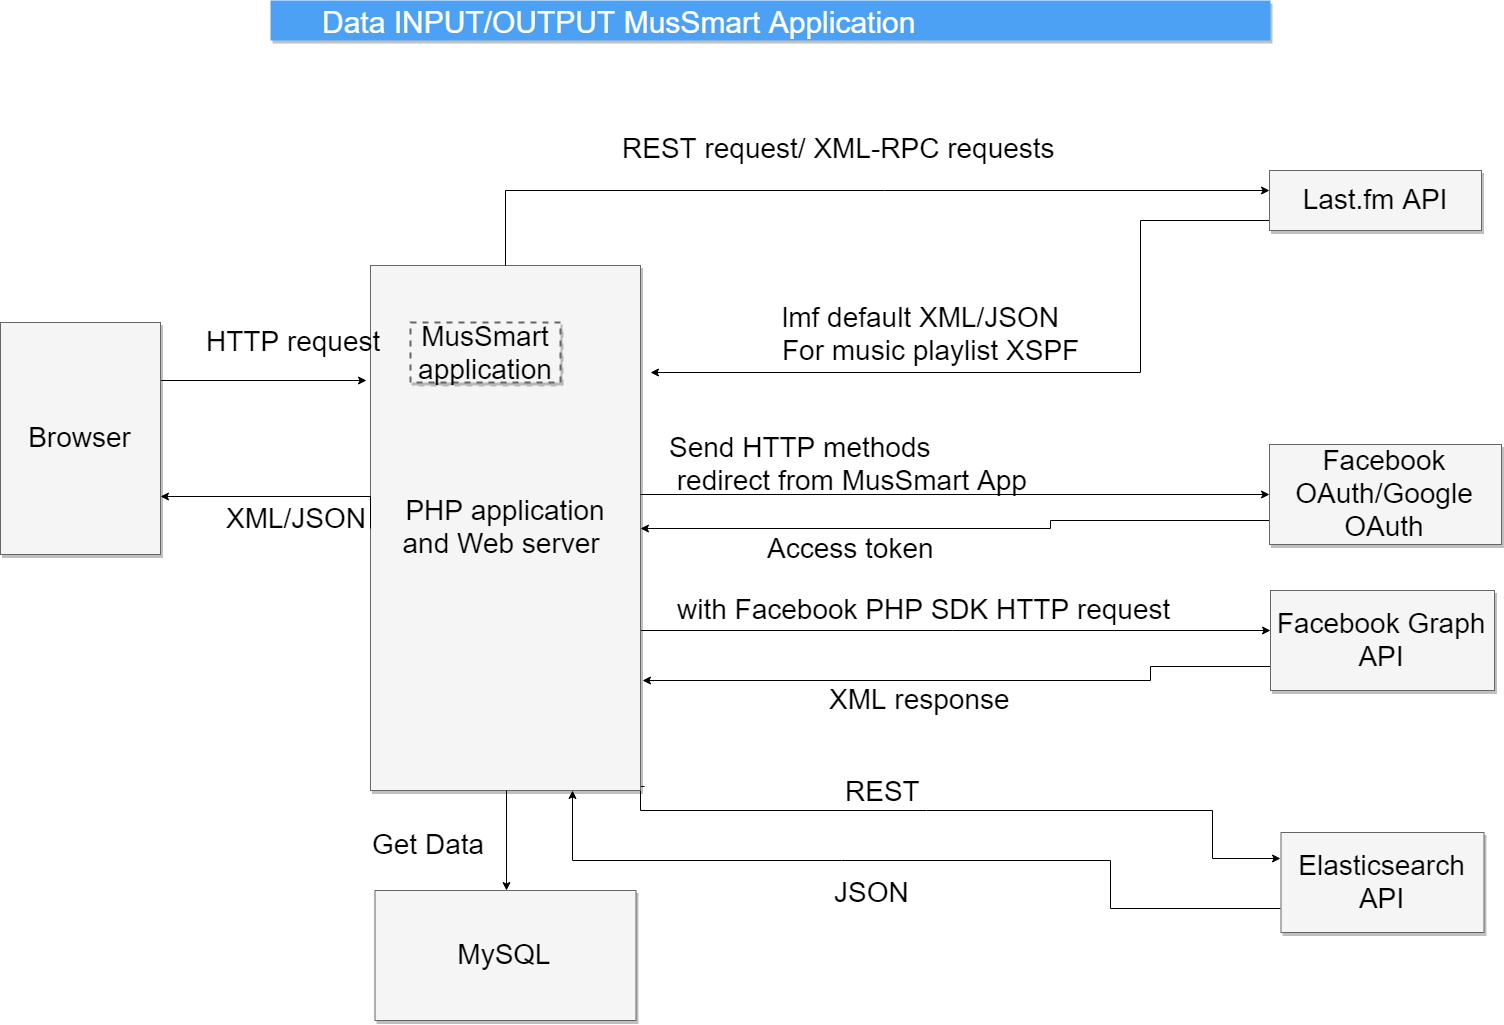 Data INPUT/OUTPUT MusSmart Application
REST request/ XML-RPC requests
Last.fm API
HTTP request
MusSmart
application
lmf default XML/JSON
For music playlist XSPF
Browser
Send HTTP methods
redirect from MusSmart App
Facebook
OAuth/Google
OAuth
XML/JSON
PHP application
and Web server
Access token
with Facebook PHP SDK HTTP request
Facebook Graph
API
XML response
REST
Get Data
JSON
Elasticsearch
API
MySQL